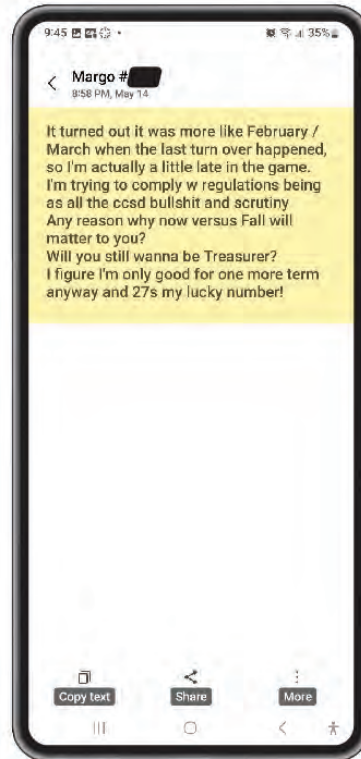 9:45
35%
Margo #
8:58 PM, May 14
It turned out it was more like February /
March when the last turn over happened,
so I'm actually a little late in the game.
I'm trying to comply w regulations being
as all the ccsd bullshit and scrutiny
Any reason why now versus Fall will
matter to you?
Will you still wanna be Treasurer?
I figure I'm only good for one more term
anyway and 27s my lucky number!
Copy text
Share
More